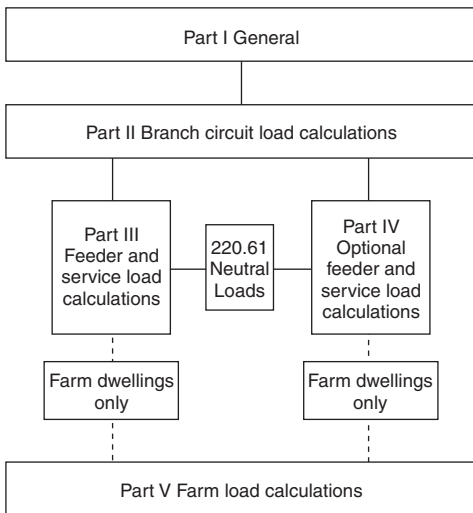 Part I General
Part II Branch circuit load calculations
Part III
Feeder and
service load
calculations
220.61
Neutral
Loads
Part IV
Optional
feeder and
service load
calculations
Farm dwellings
only
Farm dwellings
only
Part V Farm load calculations